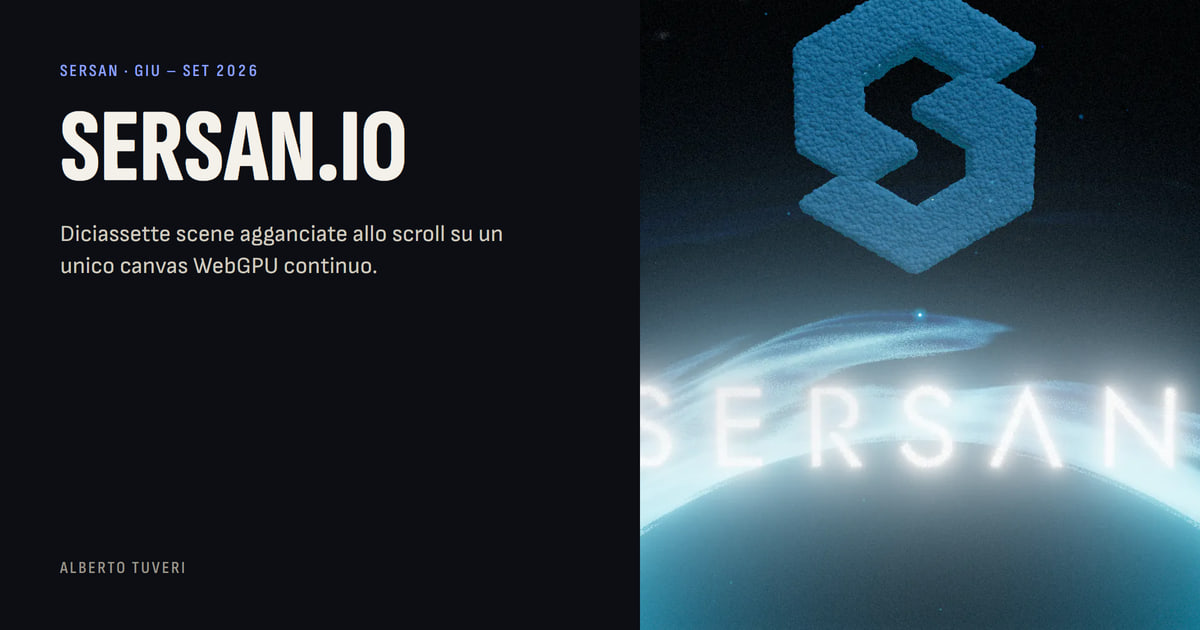 SERSAN · GIU – SET 2026
SERSAN.IO
Diciassette scene agganciate allo scroll su un
unico canvas WebGPU continuo.
SERSAN
ALBERTO TUVERI